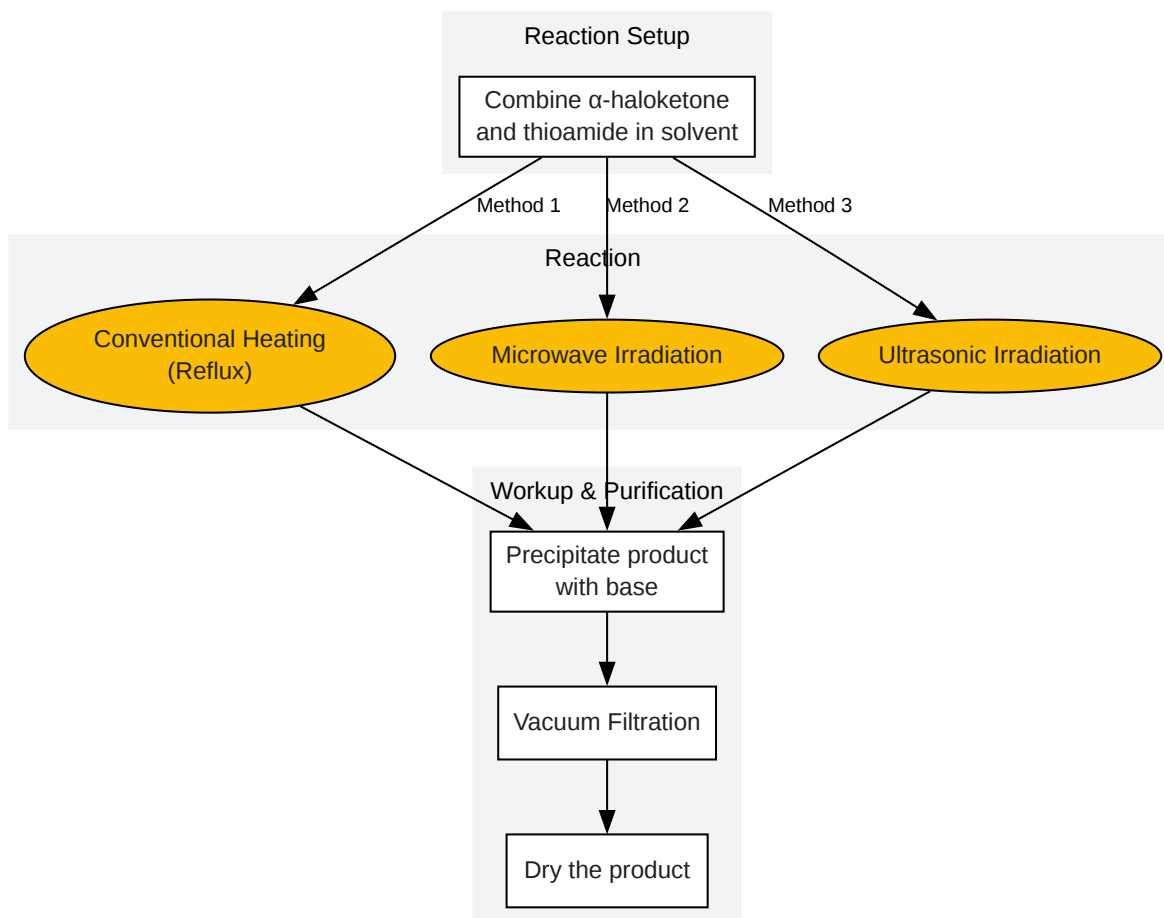 Reaction Setup
Combine α-haloketone
and thioamide in solvent
Method 1
Method 2
Method 3
Reaction
Conventional Heating
(Reflux)
Microwave Irradiation
Ultrasonic Irradiation
Workup & Purification
Precipitate product
with base
Vacuum Filtration
Dry the product